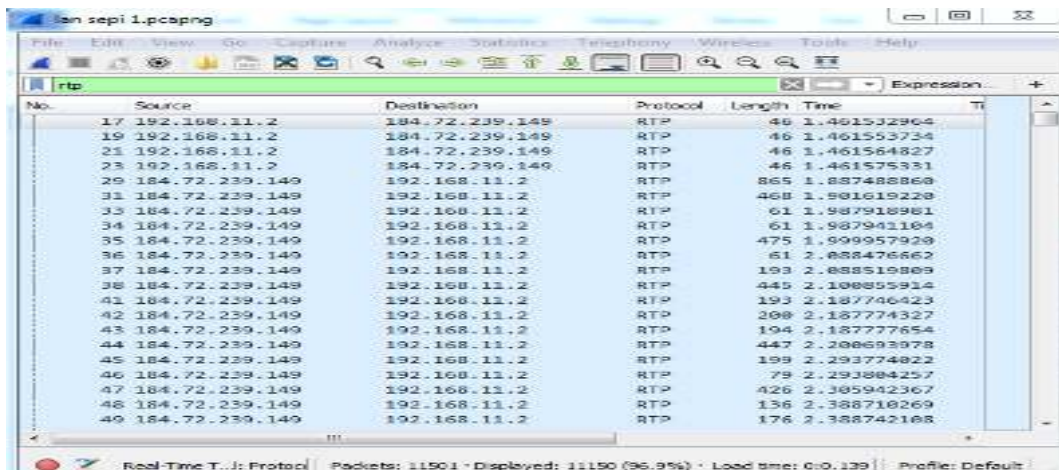 lan sepi 1.pcapng
File Edit View Go Capture Analyze Statistics Telephony Wireless Tools Help
rtp Expression... +
No. Source Destination Protocol Length Time Ti
17 192.168.11.2 184.72.239.149 RTP 46 1.461532964
19 192.168.11.2 184.72.239.149 RTP 46 1.461553734
21 192.168.11.2 184.72.239.149 RTP 46 1.461564827
23 192.168.11.2 184.72.239.149 RTP 46 1.461575331
29 184.72.239.149 192.168.11.2 RTP 865 1.887488860
31 184.72.239.149 192.168.11.2 RTP 468 1.901619220
33 184.72.239.149 192.168.11.2 RTP 61 1.987918981
34 184.72.239.149 192.168.11.2 RTP 61 1.987941104
35 184.72.239.149 192.168.11.2 RTP 475 1.999957920
36 184.72.239.149 192.168.11.2 RTP 61 2.088476662
37 184.72.239.149 192.168.11.2 RTP 193 2.088519809
38 184.72.239.149 192.168.11.2 RTP 445 2.100855914
41 184.72.239.149 192.168.11.2 RTP 193 2.187746423
42 184.72.239.149 192.168.11.2 RTP 200 2.187774327
43 184.72.239.149 192.168.11.2 RTP 194 2.187777654
44 184.72.239.149 192.168.11.2 RTP 447 2.200693978
45 184.72.239.149 192.168.11.2 RTP 199 2.293774022
46 184.72.239.149 192.168.11.2 RTP 79 2.293804257
47 184.72.239.149 192.168.11.2 RTP 426 2.305942367
48 184.72.239.149 192.168.11.2 RTP 136 2.388710269
49 184.72.239.149 192.168.11.2 RTP 176 2.388742108
Real-Time T...): Protocol Packets: 11501 · Displayed: 11150 (96.9%) · Load time: 0:0.139 Profile: Default